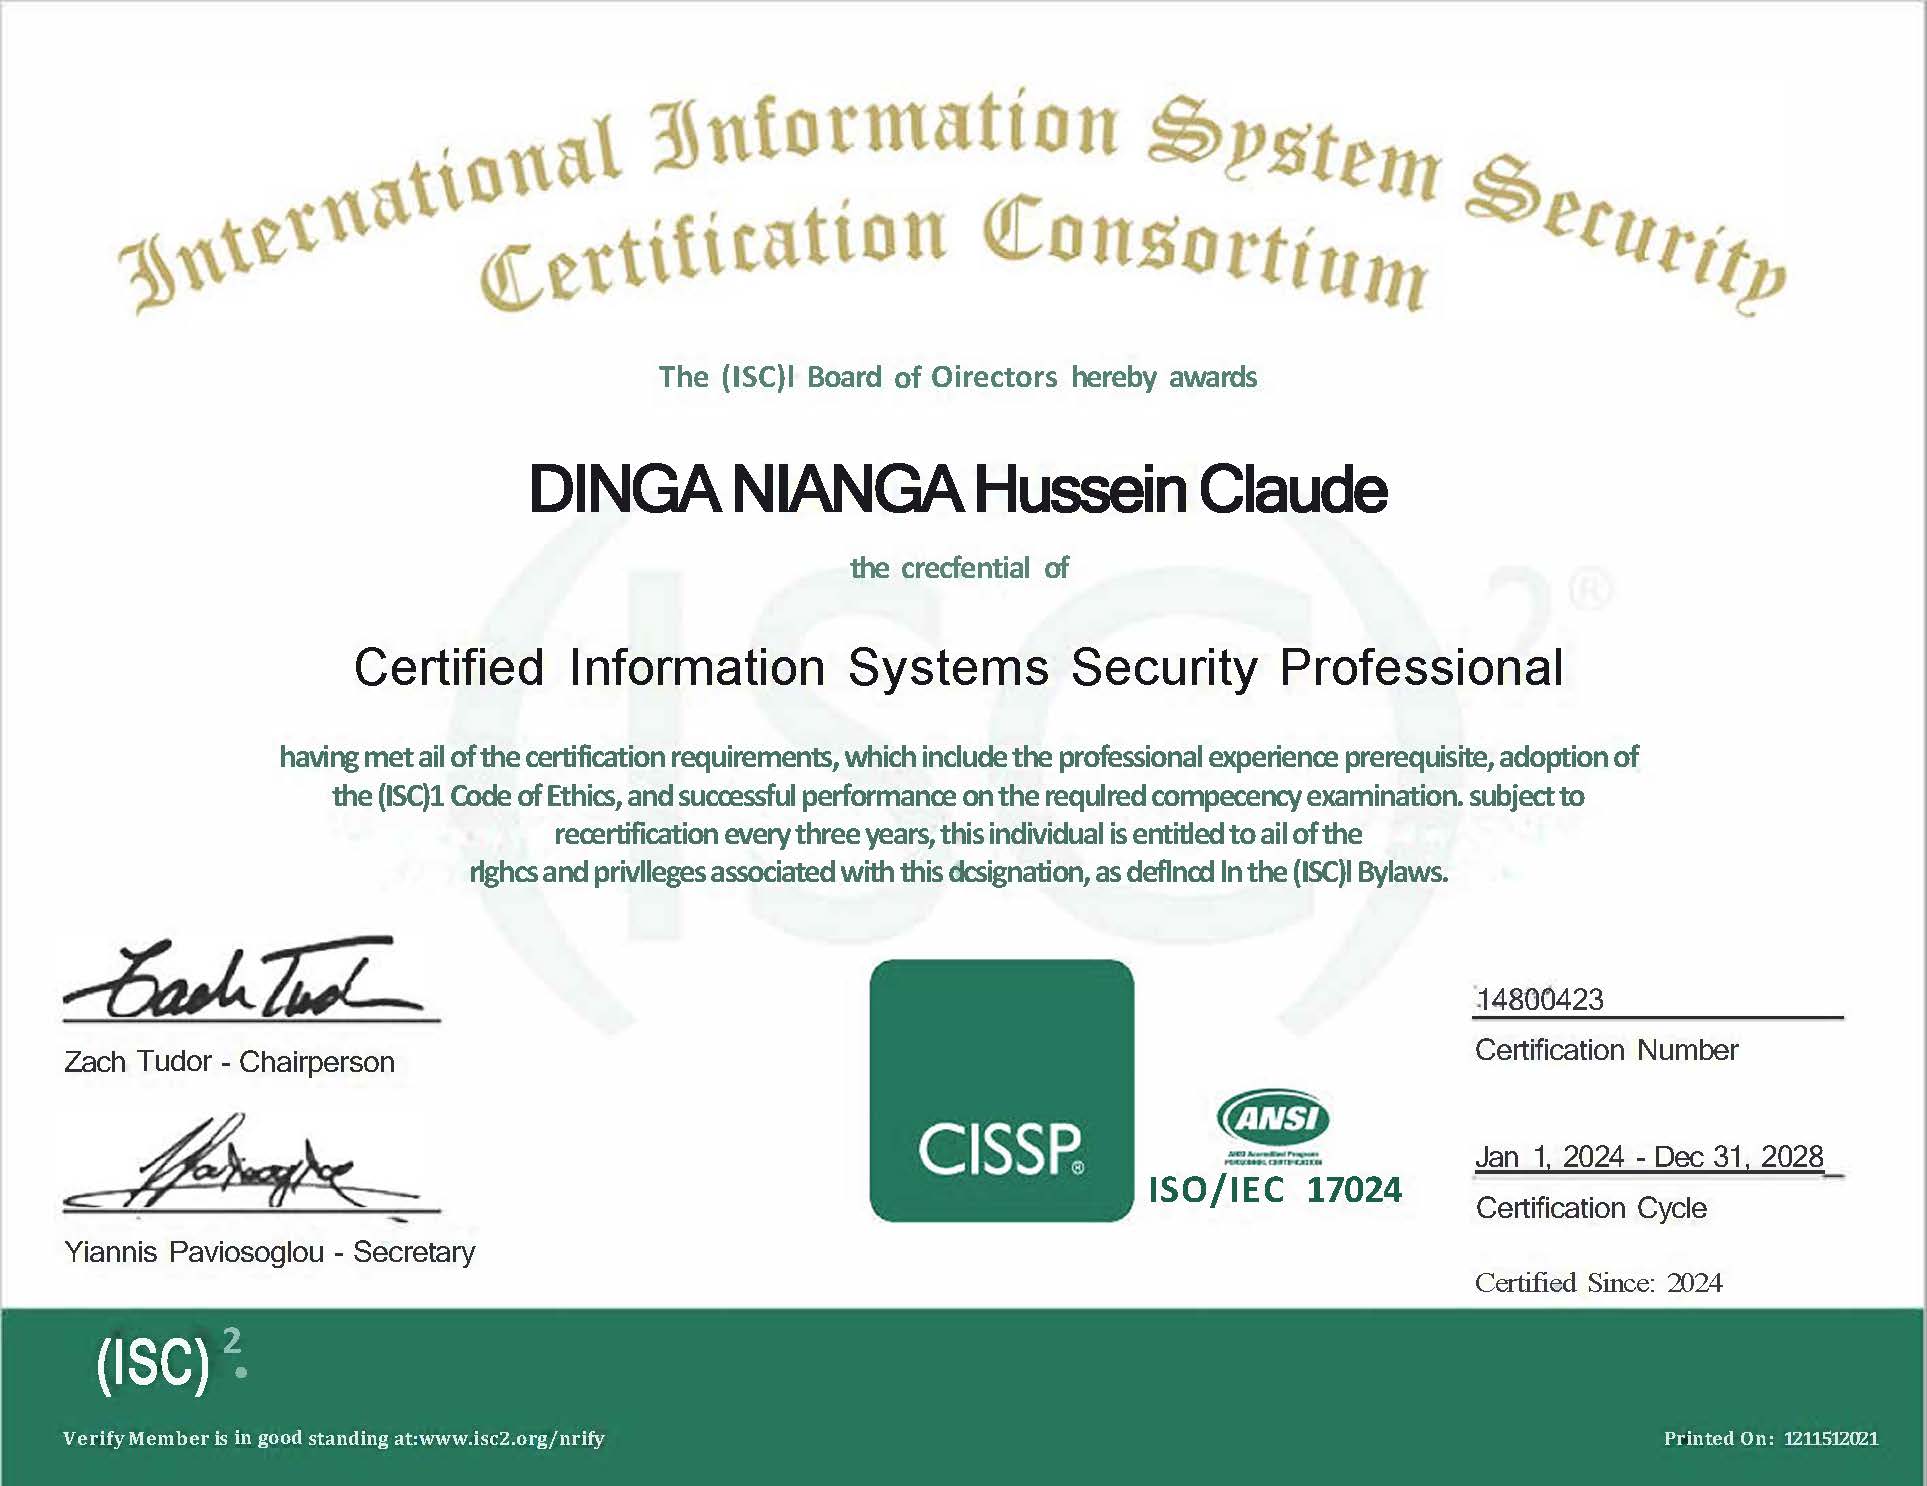 International Information System Security
Certification Consortium
The (ISC)l Board of Oirectors hereby awards
DINGA NIANGA Hussein Claude
the crecfential of
Certified Information Systems Security Professional
having met ail of the certification requirements, which include the professional experience prerequisite, adoption of
the (ISC)1 Code of Ethics, and successful performance on the requlred compecency examination. subject to
recertification every three years, this individual is entitled to ail of the
rlghcs and privlleges associated with this dcsignation, as deflncd ln the (ISC)l Bylaws.
(ISC)²®
Zach Tudor
Zach Tudor - Chairperson
Yiannis Paviosoglou - Secretary
CISSP®
ANSI
ISO/IEC 17024
14800423
Certification Number
Jan 1, 2024 - Dec 31, 2028
Certification Cycle
Certified Since: 2024
(ISC)².
Verify Member is in good standing at:www.isc2.org/nrify
Printed On: 1211512021